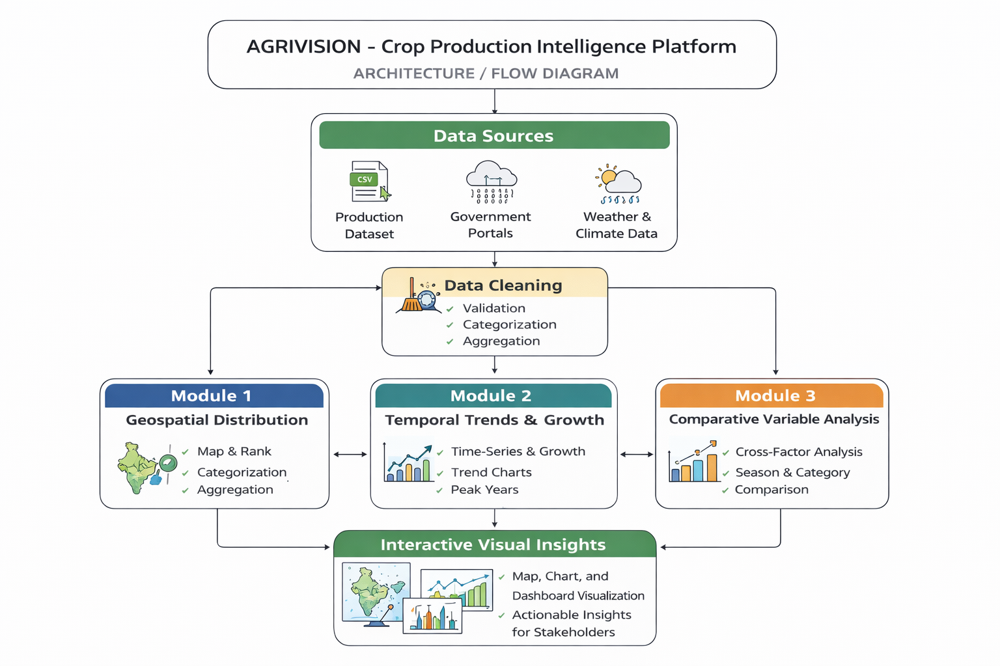 AGRIVISION - Crop Production Intelligence Platform
ARCHITECTURE / FLOW DIAGRAM
Data Sources
CSV
Production
Dataset
Government
Portals
Weather &
Climate Data
Data Cleaning
✓ Validation
✓ Categorization
✓ Aggregation
Module 1
Geospatial Distribution
✓ Map & Rank
✓ Categorization
✓ Aggregation
Module 2
Temporal Trends & Growth
✓ Time-Series & Growth
✓ Trend Charts
✓ Peak Years
Module 3
Comparative Variable Analysis
✓ Cross-Factor Analysis
✓ Season & Category
✓ Comparison
Interactive Visual Insights
✓ Map, Chart, and
Dashboard Visualization
✓ Actionable Insights
for Stakeholders